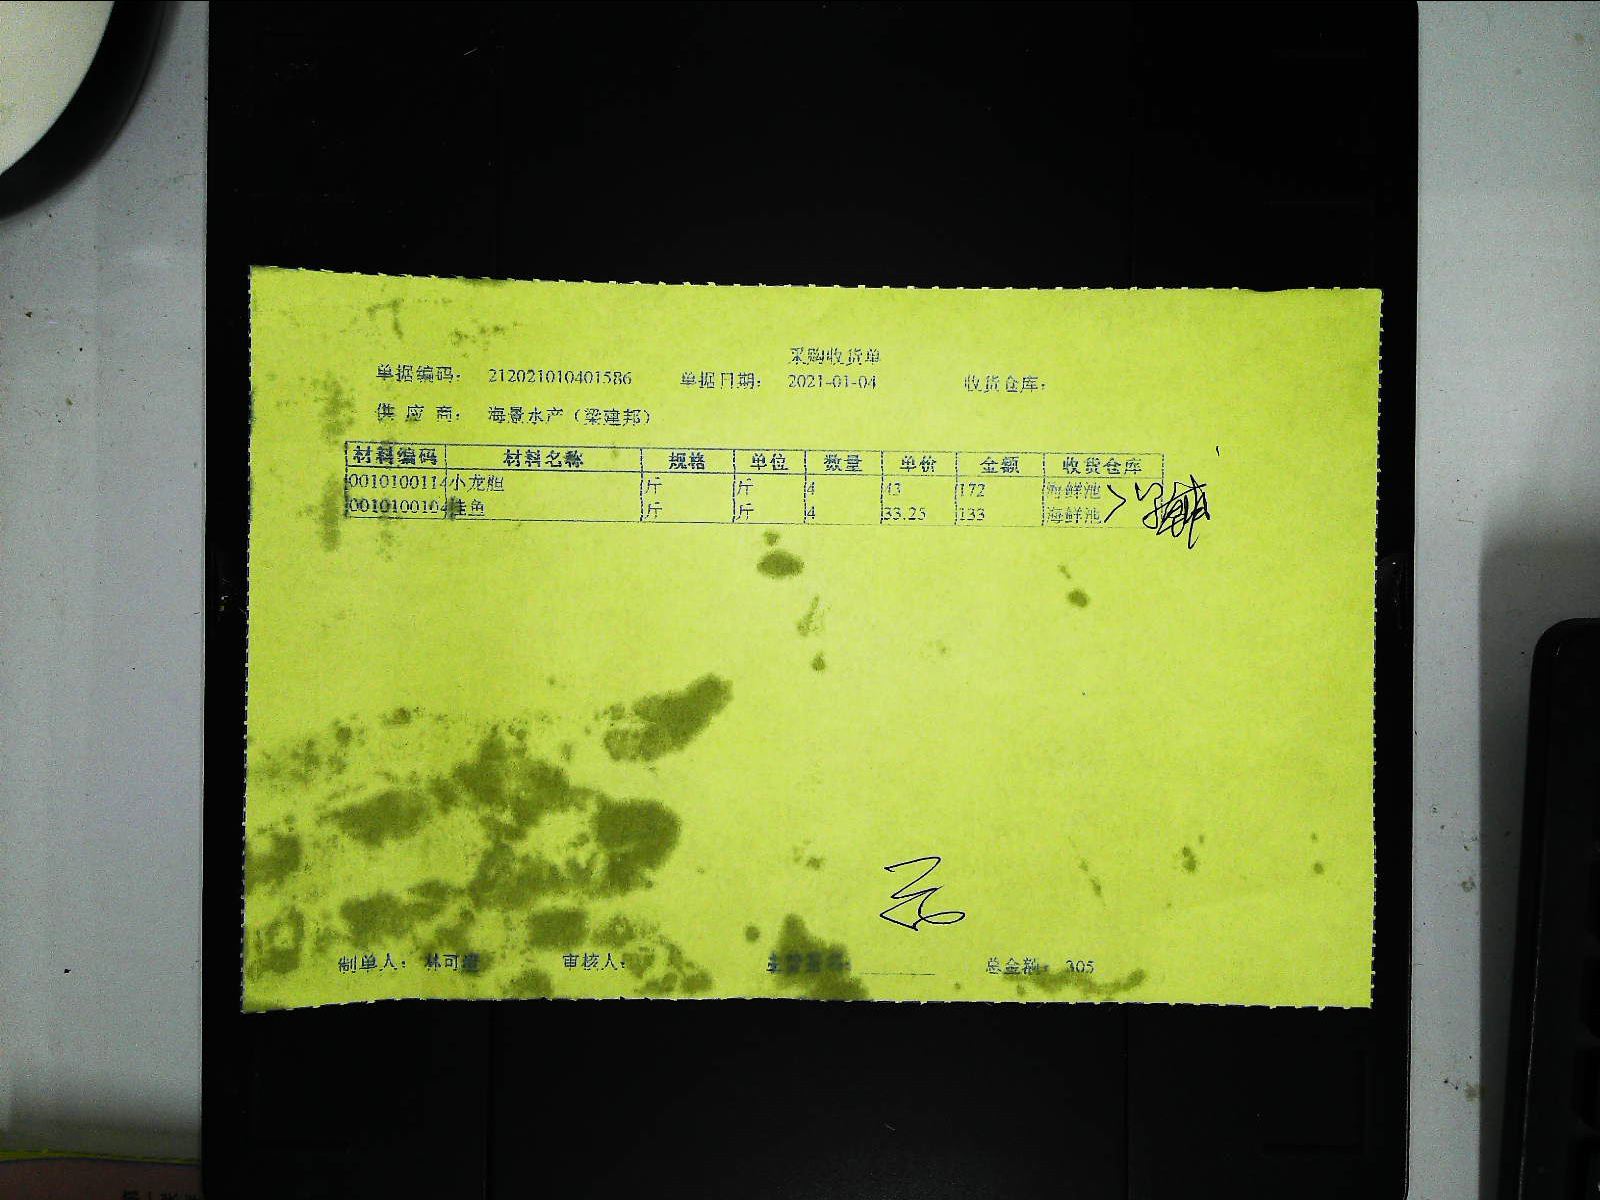 采购收货单
单据编码： 212021010401586 单据日期： 2021-01-04 收货仓库：
供应商： 海景水产（梁建邦）
材料编码 材料名称 规格 单位 数量 单价 金额 收货仓库
0010100114 小龙胆 斤 斤 4 43 172 海鲜池
0010100104 桂鱼 斤 斤 4 33.25 133 海鲜池
制单人： 林可 审核人： 总金额： 305